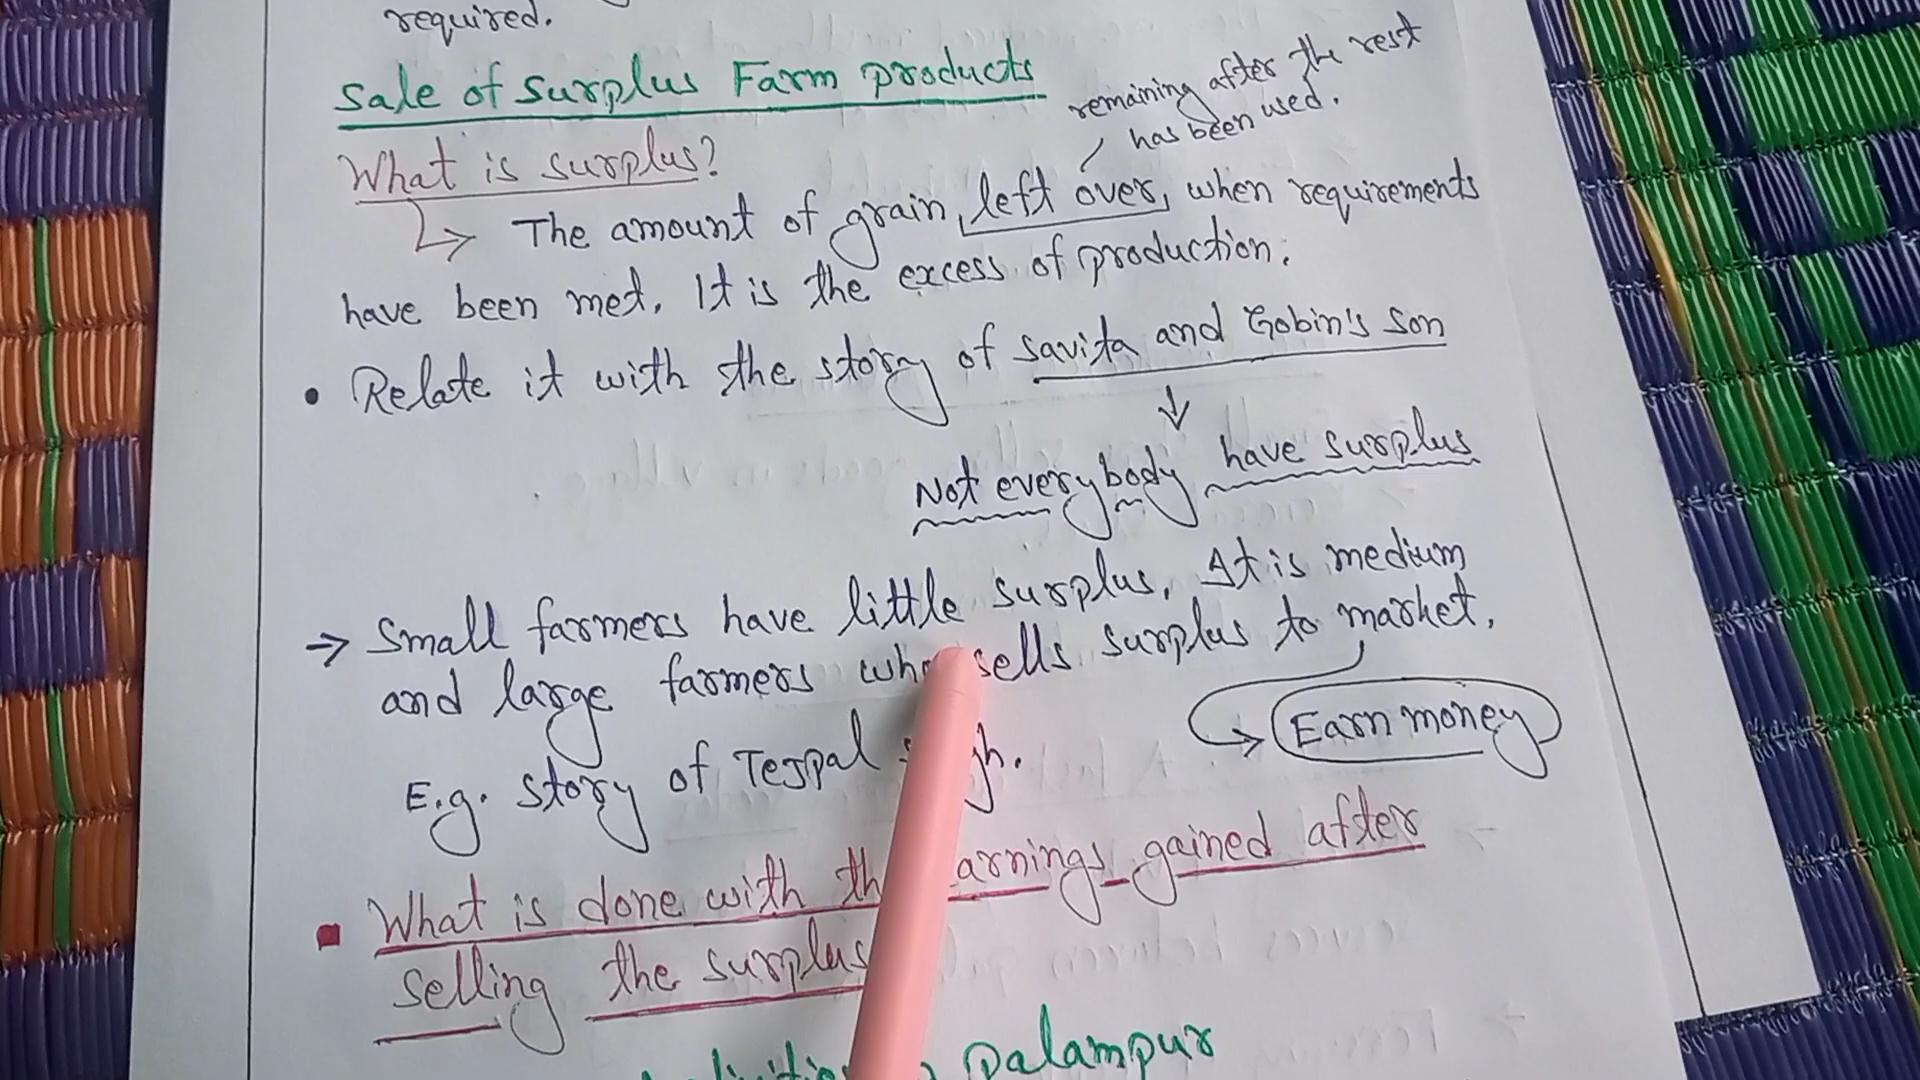 required.
Sale of Surplus Farm products
remaining after the rest
has been used.
What is surplus?
The amount of grain, left over, when requirements
have been met. It is the excess of production.
• Relate it with the story of savita and Gobin's son
Not everybody have surplus
→ Small farmers have little surplus. It is medium
and large farmers who sells surplus to market.
Earn money
E.g. story of Tejpal
What is done with the earnings gained after
selling the surplus
Palampur